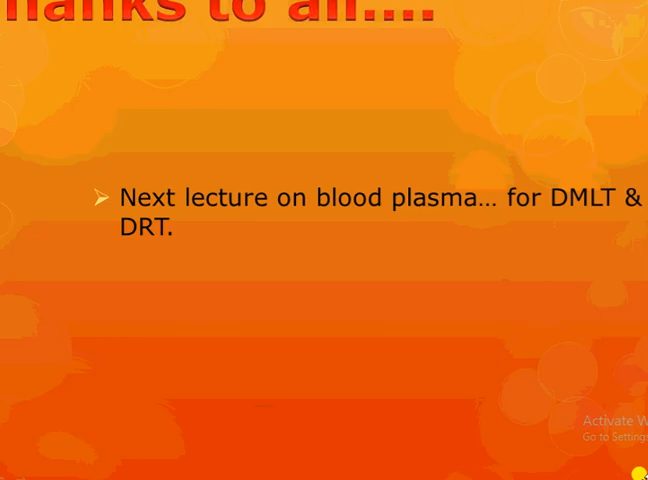 hanks to all....
Next lecture on blood plasma... for DMLT &
DRT.
Activate W
Go to Settings